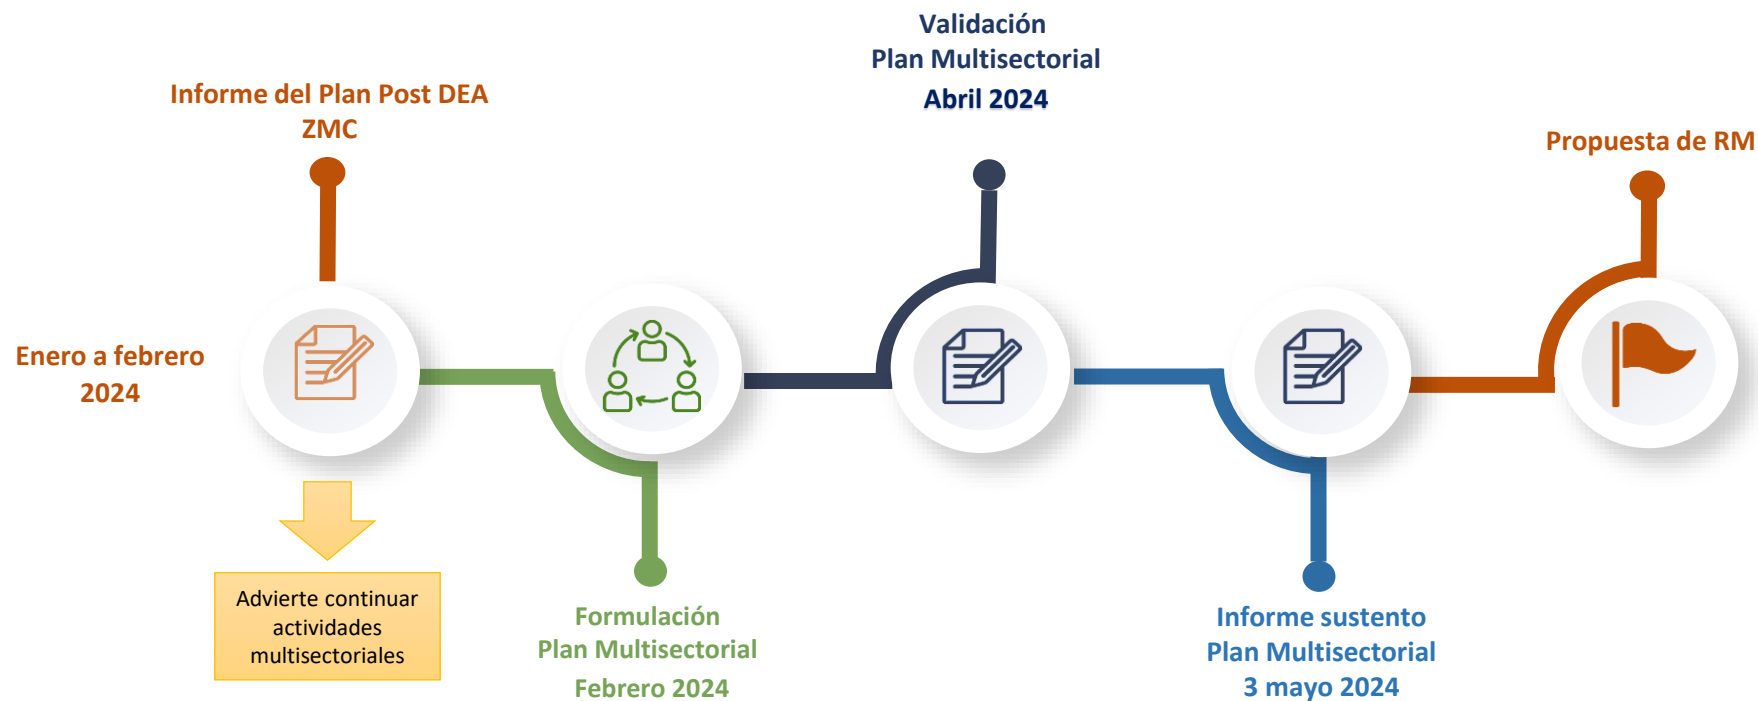 Informe del Plan Post DEA
ZMC
Enero a febrero
2024
Advierte continuar
actividades
multisectoriales
Formulación
Plan Multisectorial
Febrero 2024
Validación
Plan Multisectorial
Abril 2024
Informe sustento
Plan Multisectorial
3 mayo 2024
Propuesta de RM